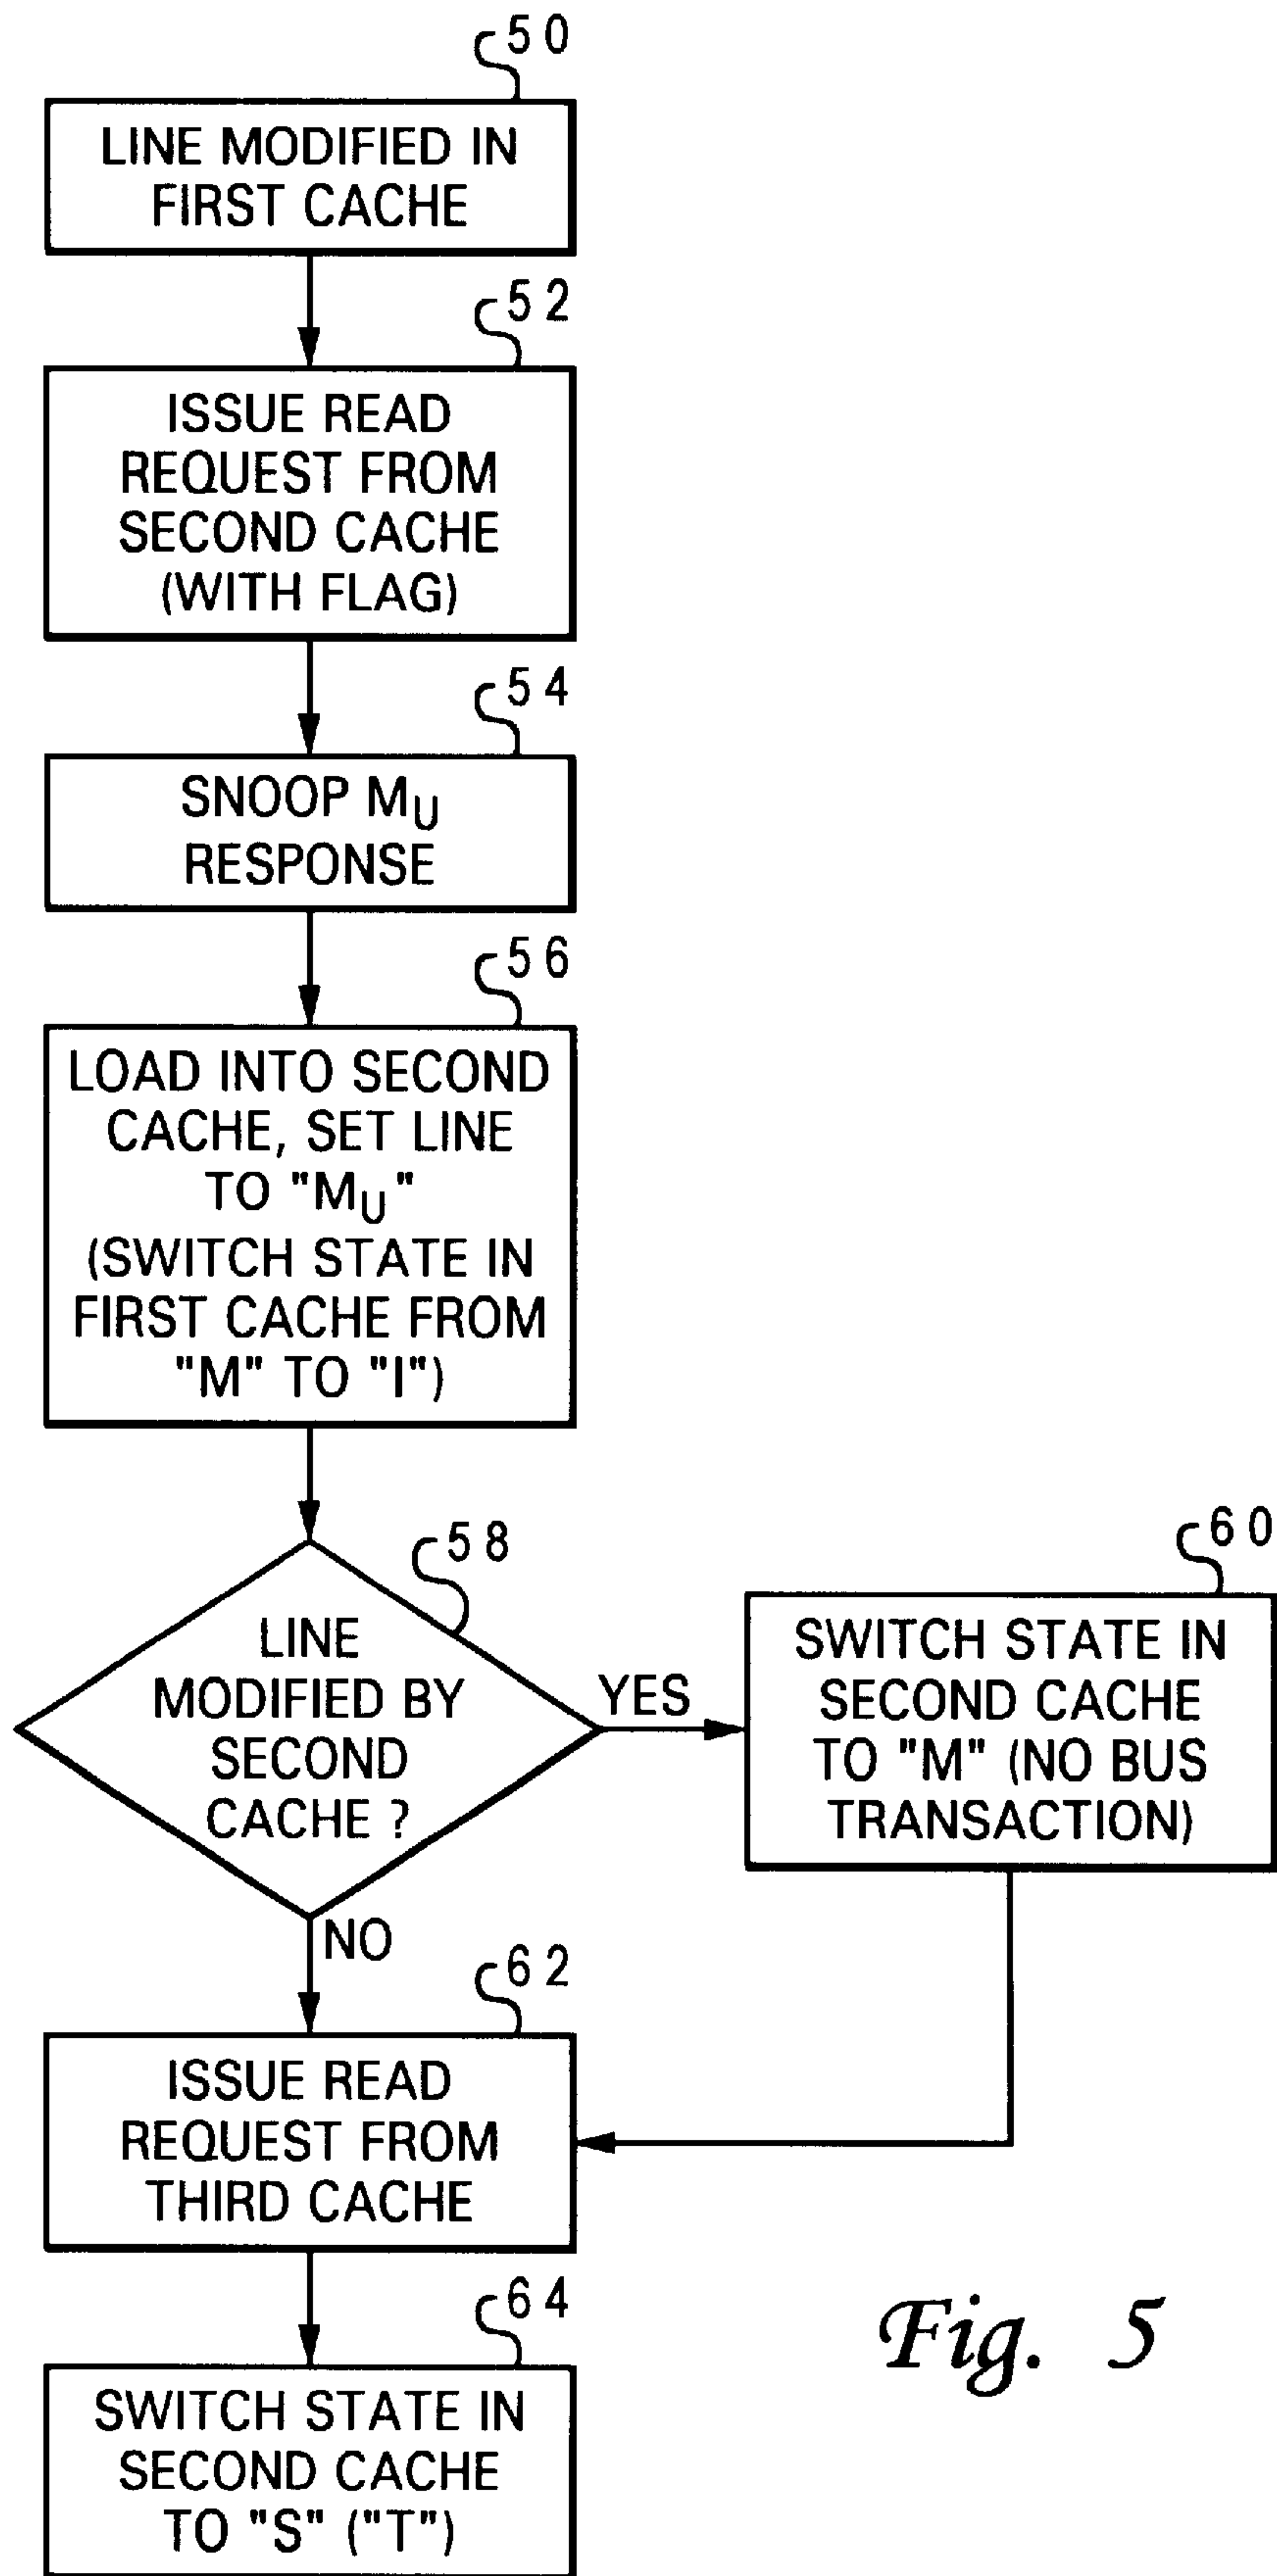 50
LINE MODIFIED IN
FIRST CACHE
52
ISSUE READ
REQUEST FROM
SECOND CACHE
(WITH FLAG)
54
SNOOP MU
RESPONSE
56
LOAD INTO SECOND
CACHE, SET LINE
TO "MU"
(SWITCH STATE IN
FIRST CACHE FROM
"M" TO "I")
58
LINE
MODIFIED BY
SECOND
CACHE ?
YES
60
SWITCH STATE IN
SECOND CACHE
TO "M" (NO BUS
TRANSACTION)
NO
62
ISSUE READ
REQUEST FROM
THIRD CACHE
64
SWITCH STATE IN
SECOND CACHE
TO "S" ("T")
Fig. 5